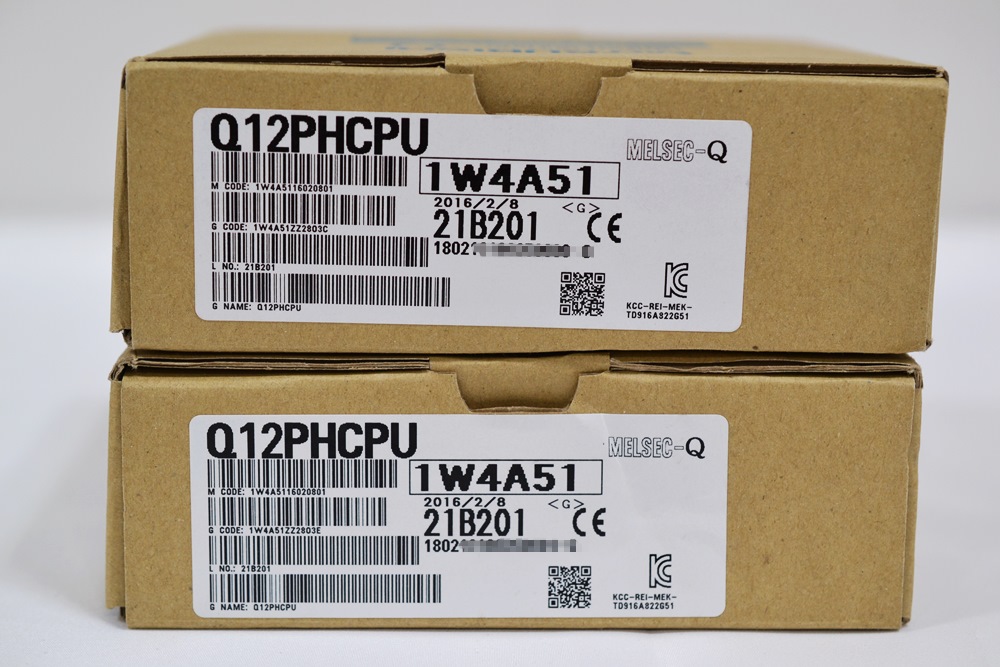 Q12PHCPU
MELSEC-Q
M CODE: 1W4A5116020801
1W4A51
2016/2/8 <G>
G CODE: 1W4A51ZZ2803C
21B201 CE
18021
L NO.: 21B201
G NAME: Q12PHCPU
KCC-REI-MEK-
TD916A822G51
Q12PHCPU
MELSEC-Q
M CODE: 1W4A5116020801
1W4A51
2016/2/8 <G>
G CODE: 1W4A51ZZ2803E
21B201 CE
1802
L NO.: 21B201
G NAME: Q12PHCPU
KCC-REI-MEK-
TD916A822G51